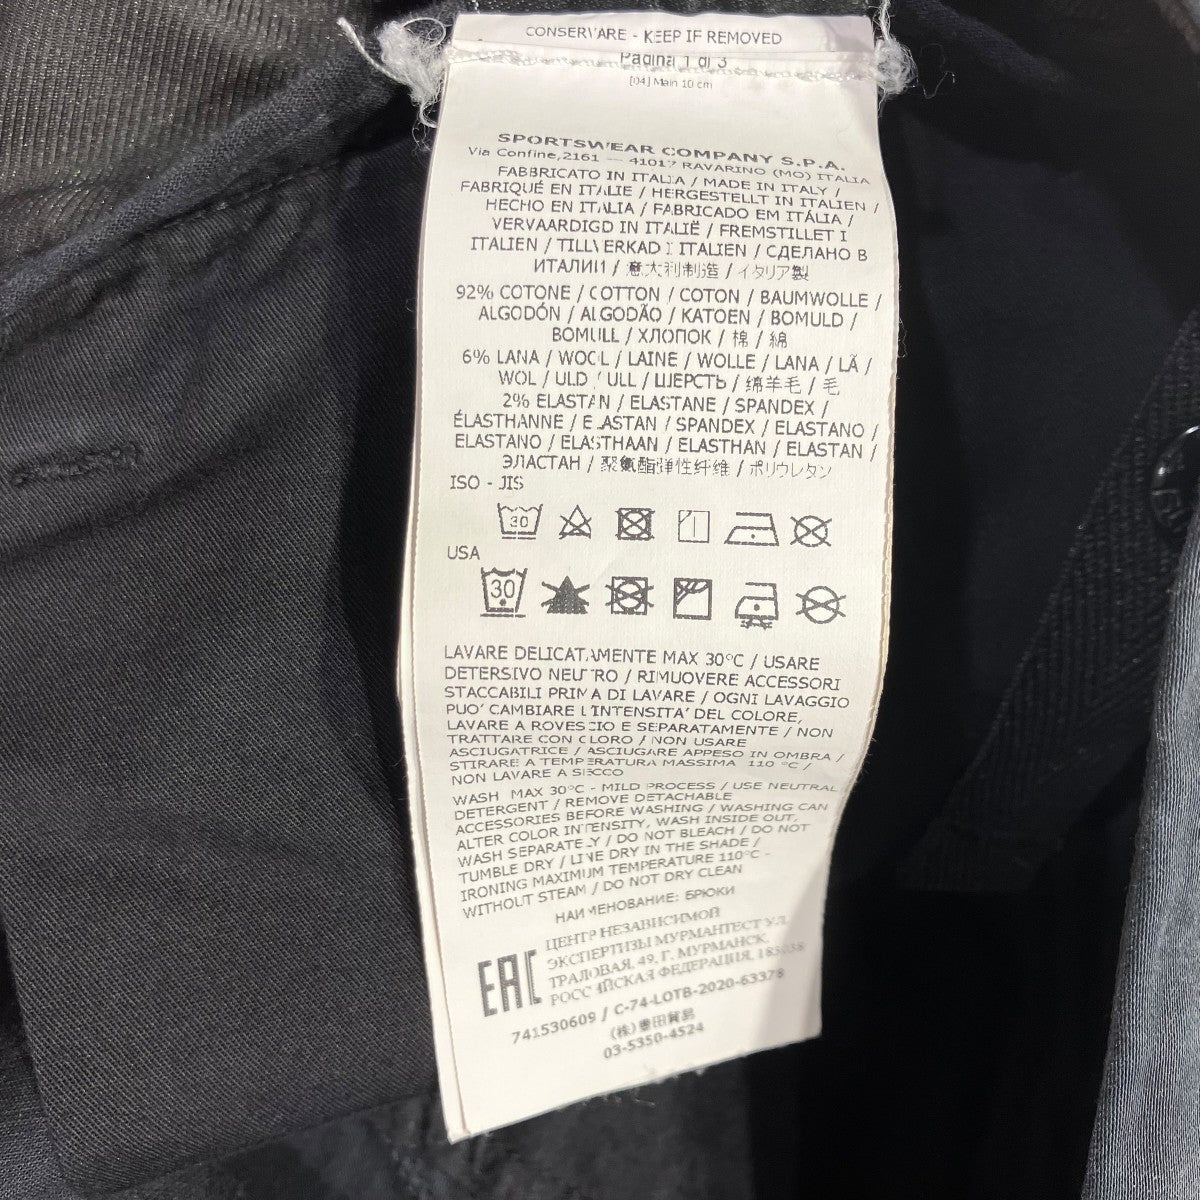 CONSERVARE - KEEP IF REMOVED
Pagina 1 di 3
[04] Main 10 cm
SPORTSWEAR COMPANY S.P.A.
Via Confine,2161 — 41017 RAVARINO (MO) ITALIA
FABBRICATO IN ITALIA / MADE IN ITALY /
FABRIQUÉ EN ITALIE / HERGESTELLT IN ITALIEN /
HECHO EN ITALIA / FABRICADO EM ITÁLIA /
VERVAARDIGD IN ITALIË / FREMSTILLET I
ITALIEN / TILLVERKAD I ITALIEN / СДЕЛАНО В
ИТАЛИИ / 意大利制造 / イタリア製
92% COTONE / COTTON / COTON / BAUMWOLLE /
ALGODÓN / ALGODÃO / KATOEN / BOMULD /
BOMULL / ХЛОПОК / 棉 / 綿
6% LANA / WOOL / LAINE / WOLLE / LANA / LÃ /
WOL / ULD / ULL / ШЕРСТЬ / 绵羊毛 / 毛
2% ELASTAN / ELASTANE / SPANDEX /
ÉLASTHANNE / ELASTAN / SPANDEX / ELASTANO /
ELASTANO / ELASTHAAN / ELASTHAN / ELASTAN /
ЭЛАСТАН / 聚氨酯弹性纤维 / ポリウレタン
ISO - JIS
30
USA
30
LAVARE DELICATAMENTE MAX 30°C / USARE
DETERSIVO NEUTRO / RIMUOVERE ACCESSORI
STACCABILI PRIMA DI LAVARE / OGNI LAVAGGIO
PUO' CAMBIARE L'INTENSITA' DEL COLORE,
LAVARE A ROVESCIO E SEPARATAMENTE / NON
TRATTARE CON CLORO / NON USARE
ASCIUGATRICE / ASCIUGARE APPESO IN OMBRA /
STIRARE A TEMPERATURA MASSIMA 110 °C /
NON LAVARE A SECCO
WASH MAX 30°C - MILD PROCESS / USE NEUTRAL
DETERGENT / REMOVE DETACHABLE
ACCESSORIES BEFORE WASHING / WASHING CAN
ALTER COLOR INTENSITY, WASH INSIDE OUT,
WASH SEPARATELY / DO NOT BLEACH / DO NOT
TUMBLE DRY / LINE DRY IN THE SHADE /
IRONING MAXIMUM TEMPERATURE 110°C -
WITHOUT STEAM / DO NOT DRY CLEAN
НАИМЕНОВАНИЕ: БРЮКИ
EAC
ЦЕНТР НЕЗАВИСИМОЙ
ЭКСПЕРТИЗЫ МУРМАНТЕСТ УЛ.
ТРАЛОВАЯ, 49, Г. МУРМАНСК,
РОССИЙСКАЯ ФЕДЕРАЦИЯ, 183038
741530609 / C-74-LOTB-2020-63378
(株)豊田貿易
03-5350-4524